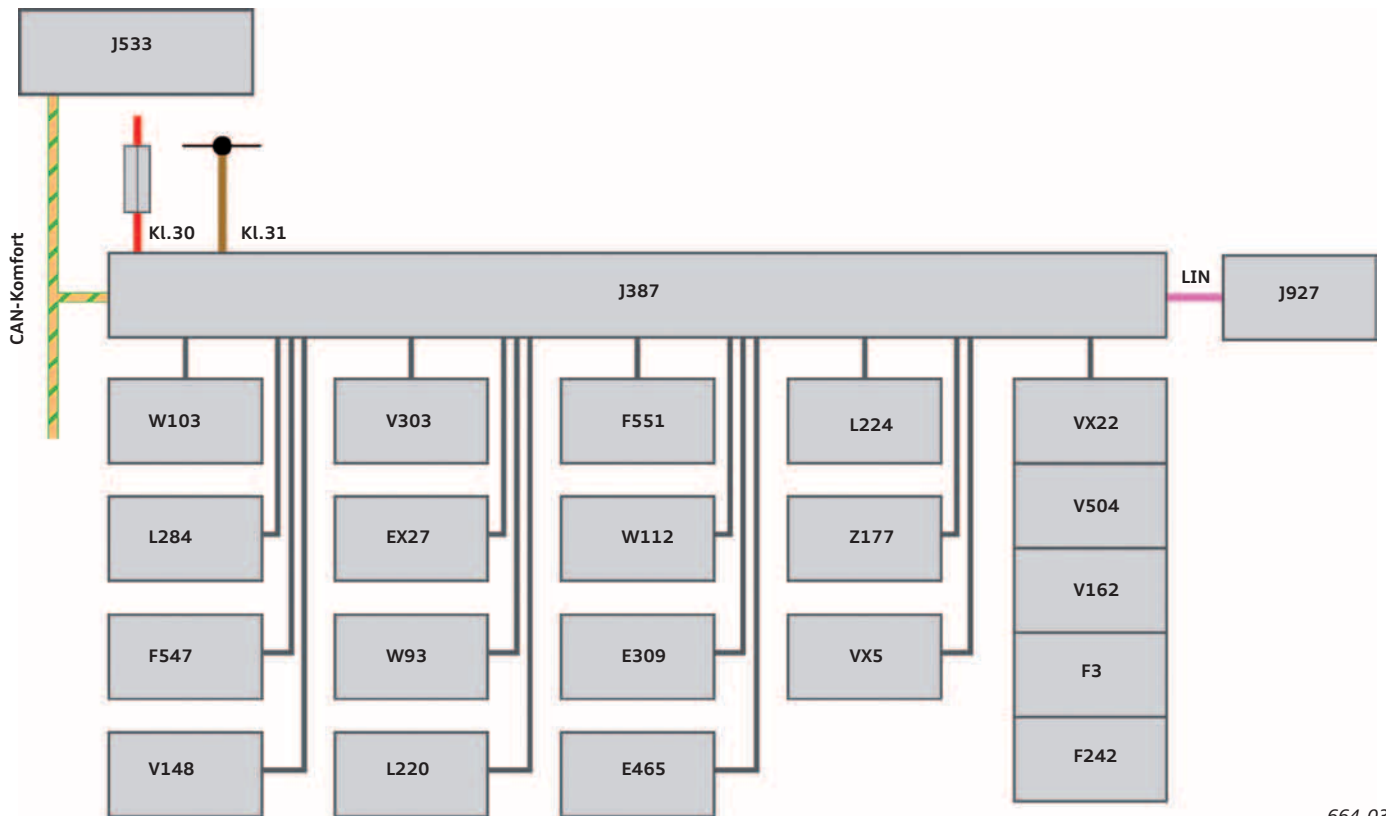 J533
Kl.30
Kl.31
CAN-Komfort
J387
LIN
J927
W103
V303
F551
L224
VX22
L284
EX27
W112
Z177
V504
V162
F547
W93
E309
VX5
F3
V148
L220
E465
F242